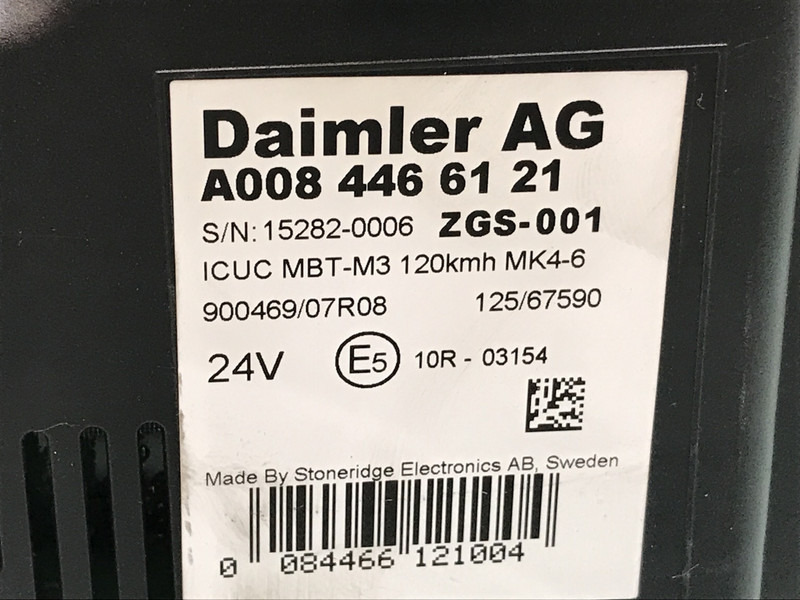 Daimler AG
A008 446 61 21
S/N: 15282-0006 ZGS-001
ICUC MBT-M3 120kmh MK4-6
900469/07R08 125/67590
24V E5 10R - 03154
Made By Stoneridge Electronics AB, Sweden
0 084466 121004